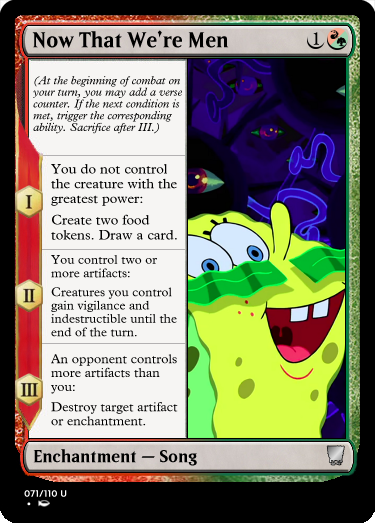 Now That We're Men 1
(At the beginning of combat on
your turn, you may add a verse
counter. If the next condition is
met, trigger the corresponding
ability. Sacrifice after III.)
You do not control
the creature with the
greatest power:
I
Create two food
tokens. Draw a card.
You control two or
more artifacts:
II
Creatures you control
gain vigilance and
indestructible until the
end of the turn.
An opponent controls
more artifacts than
you:
III
Destroy target artifact
or enchantment.
Enchantment — Song
071/110 U